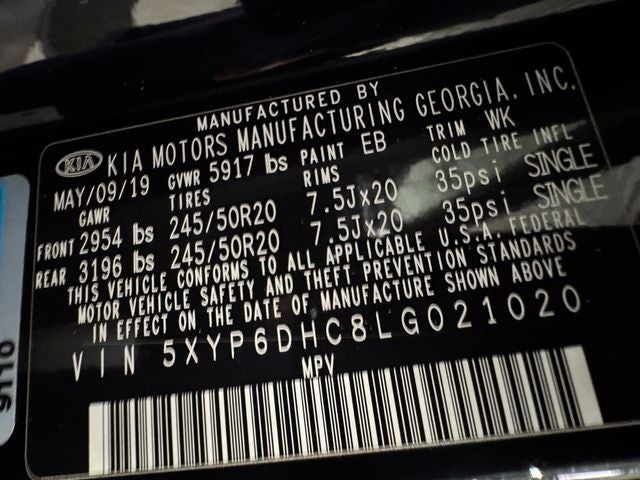 MANUFACTURED BY
KIA KIA MOTORS MANUFACTURING GEORGIA, INC.
MAY/09/19 GVWR 5917 lbs PAINT EB TRIM WK
GAWR TIRES RIMS COLD TIRE INFL
FRONT 2954 lbs 245/50R20 7.5Jx20 35psi SINGLE
REAR 3196 lbs 245/50R20 7.5Jx20 35psi SINGLE
THIS VEHICLE CONFORMS TO ALL APPLICABLE U.S.A. FEDERAL
MOTOR VEHICLE SAFETY AND THEFT PREVENTION STANDARDS
IN EFFECT ON THE DATE OF MANUFACTURE SHOWN ABOVE
VIN 5XYP6DHC8LG021020
MPV
9110